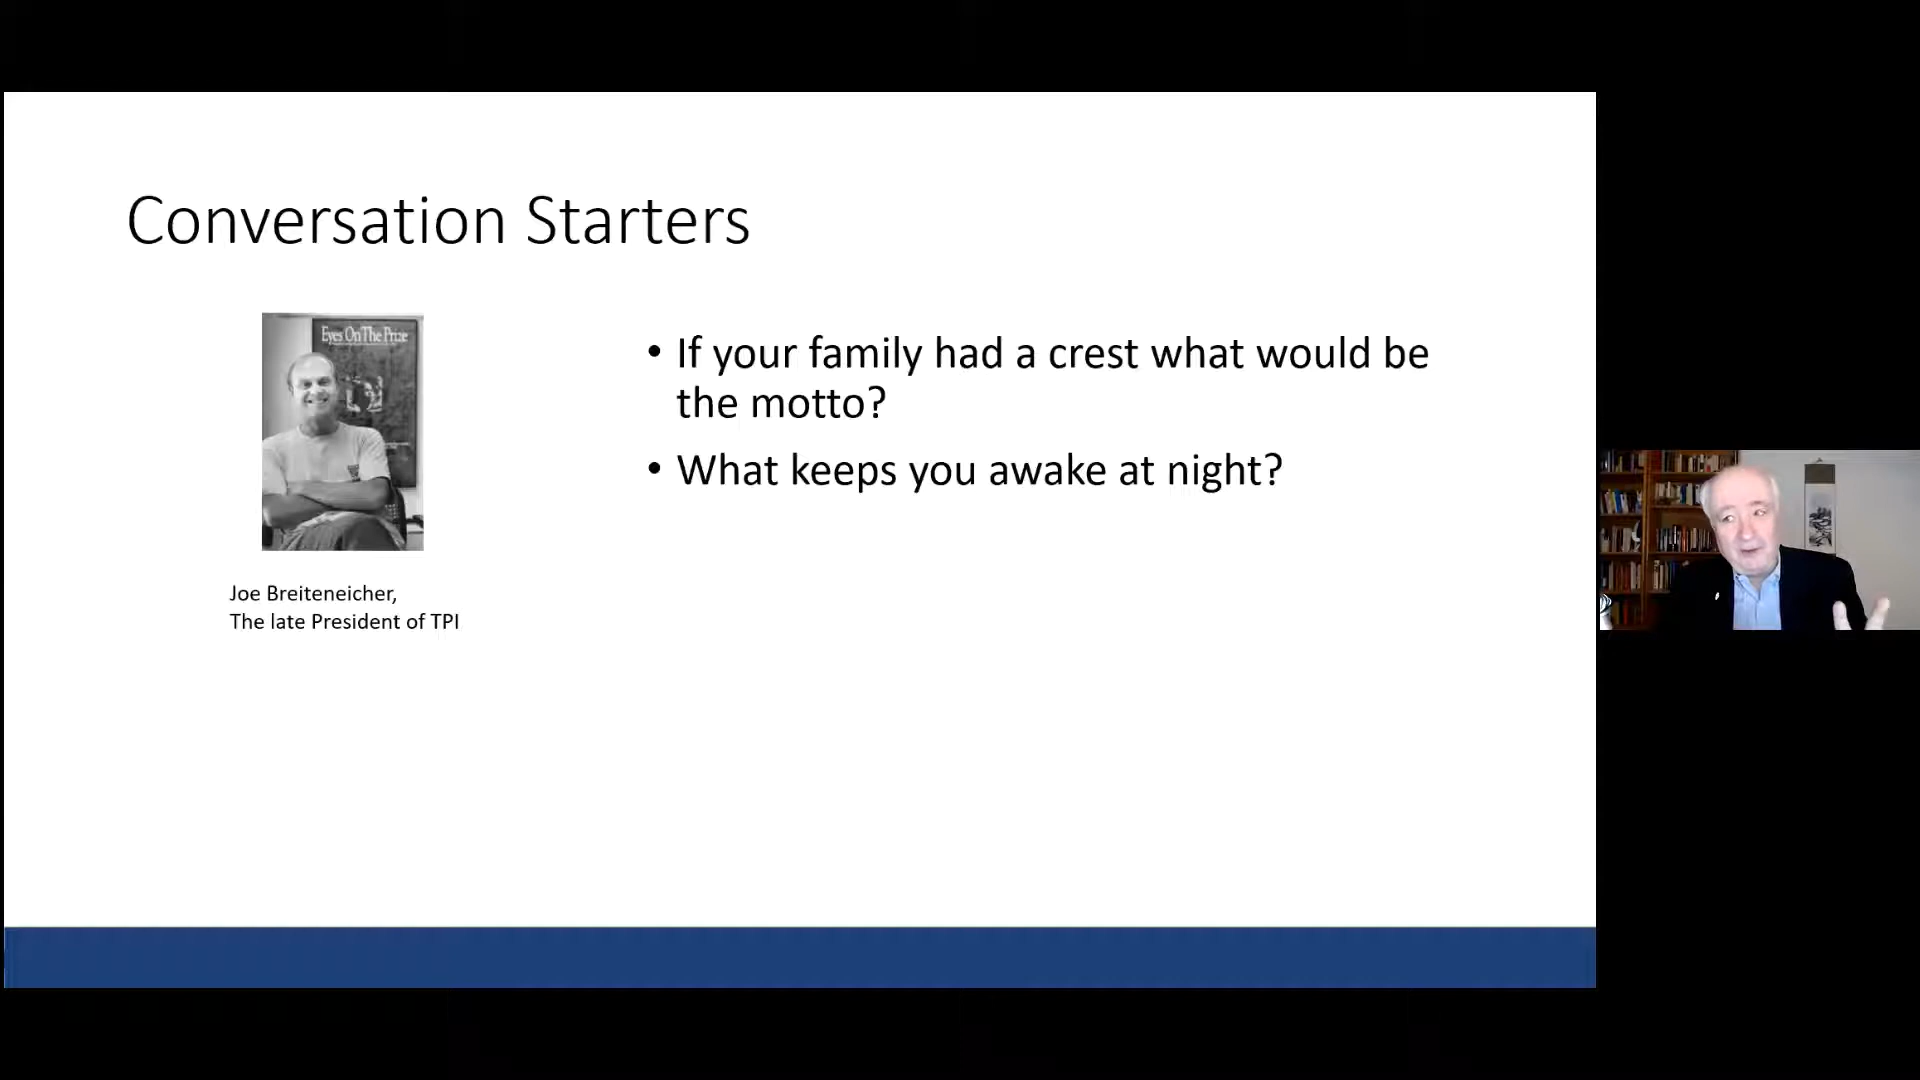 Conversation Starters
Eyes On The Prize
• If your family had a crest what would be
the motto?
• What keeps you awake at night?
Joe Breiteneicher,
The late President of TPI